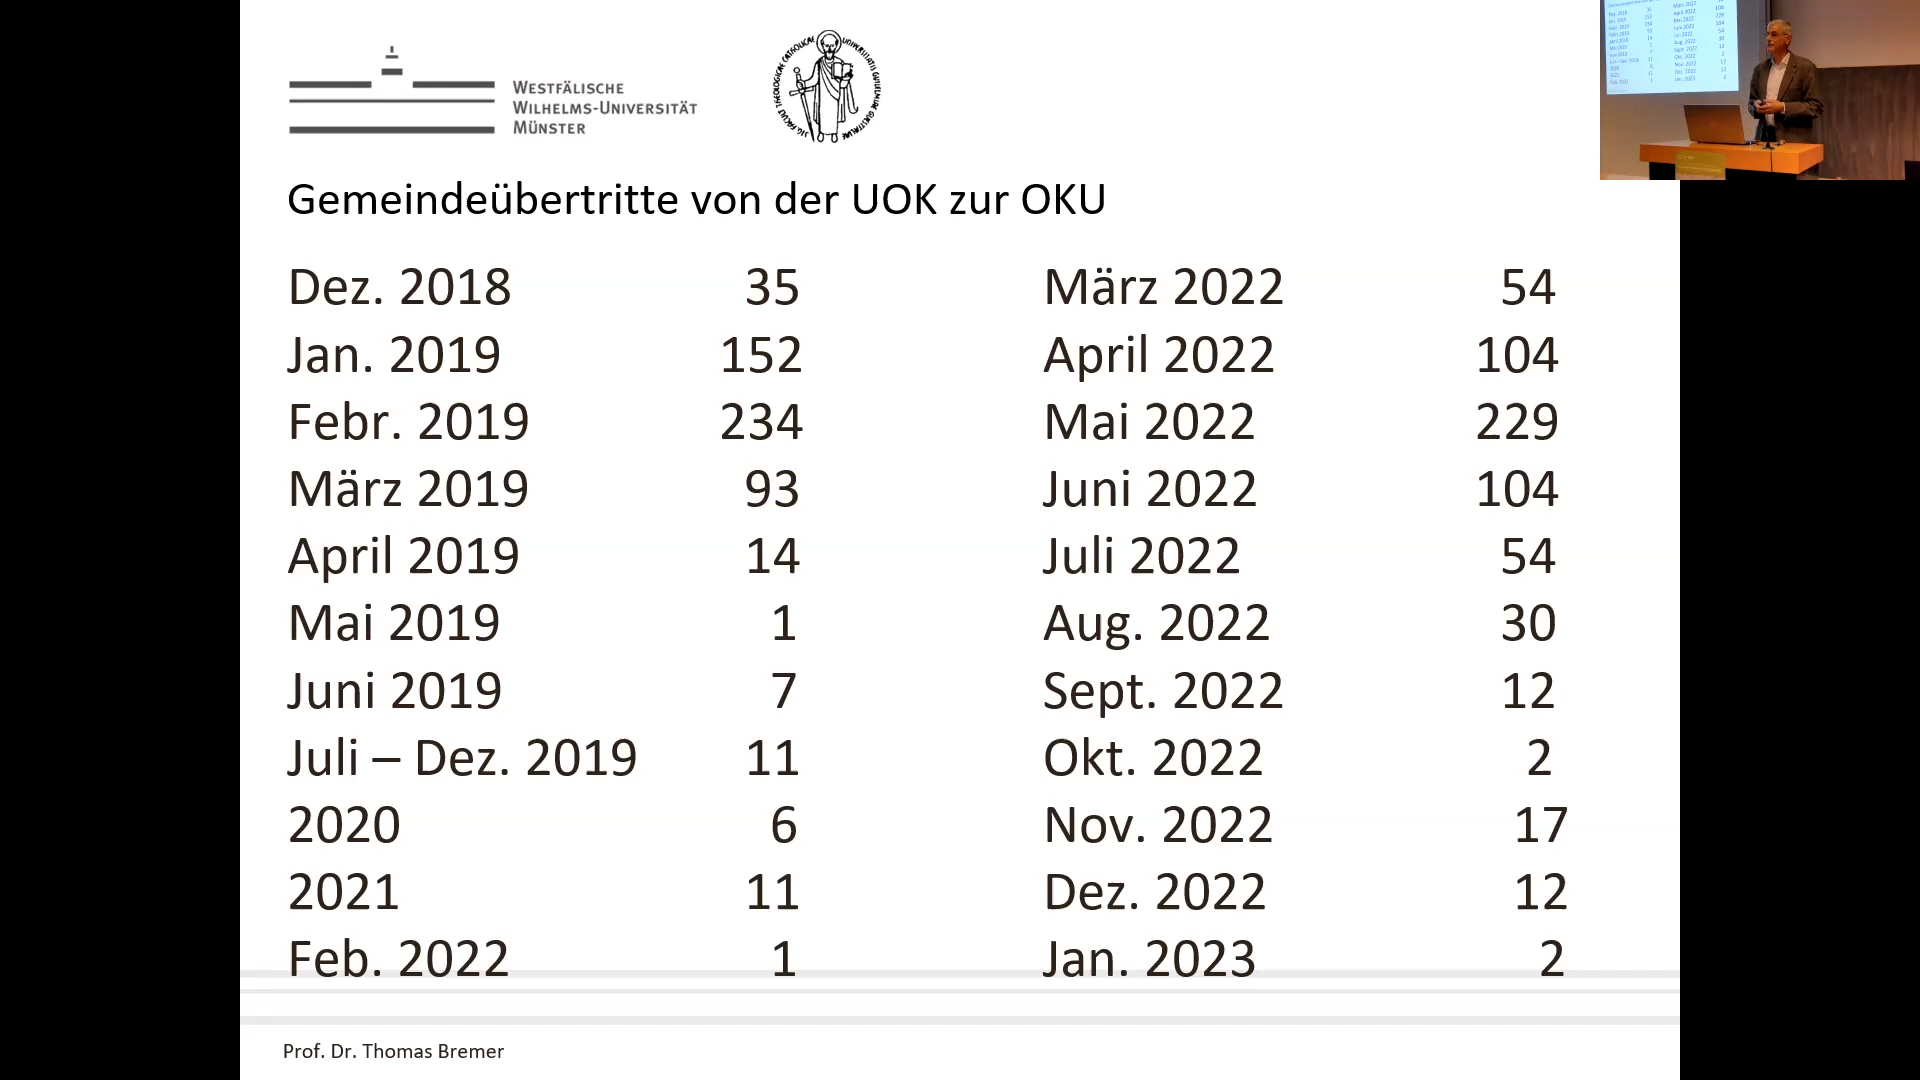 WESTFÄLISCHE
WILHELMS-UNIVERSITÄT
MÜNSTER
Gemeindeübertritte von der UOK zur OKU
Dez. 2018 35
Jan. 2019 152
Febr. 2019 234
März 2019 93
April 2019 14
Mai 2019 1
Juni 2019 7
Juli – Dez. 2019 11
2020 6
2021 11
Feb. 2022 1
März 2022 54
April 2022 104
Mai 2022 229
Juni 2022 104
Juli 2022 54
Aug. 2022 30
Sept. 2022 12
Okt. 2022 2
Nov. 2022 17
Dez. 2022 12
Jan. 2023 2
Prof. Dr. Thomas Bremer